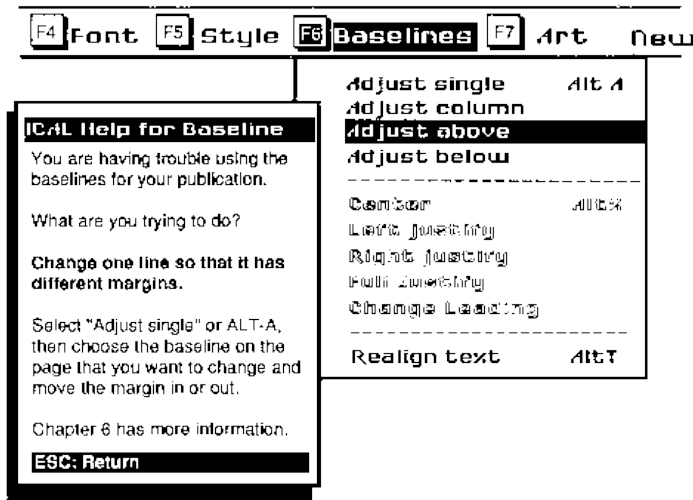 F4 Font F5 Style F6 Baselines F7 Art New
Adjust single Alt A
Adjust column
Adjust above
Adjust below
Center
Left justify
Right justify
Full Justify
Change Leading
Realign text Alt T
ICAL Help for Baseline
You are having trouble using the
baselines for your publication.
What are you trying to do?
Change one line so that it has
different margins.
Select "Adjust single" or ALT-A,
then choose the baseline on the
page that you want to change and
move the margin in or out.
Chapter 6 has more information.
ESC: Return